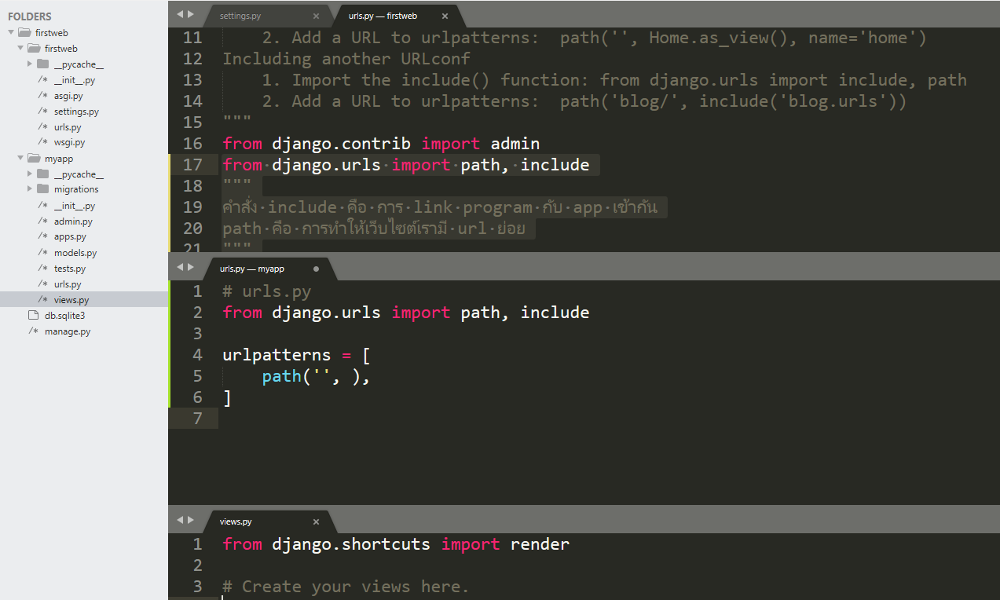 FOLDERS
firstweb
firstweb
__pycache__
/* __init__.py
/* asgi.py
/* settings.py
/* urls.py
/* wsgi.py
myapp
__pycache__
migrations
/* __init__.py
/* admin.py
/* apps.py
/* models.py
/* tests.py
/* urls.py
/* views.py
db.sqlite3
/* manage.py
settings.py × urls.py — firstweb ×
11     2. Add a URL to urlpatterns:  path('', Home.as_view(), name='home')
12 Including another URLconf
13     1. Import the include() function: from django.urls import include, path
14     2. Add a URL to urlpatterns:  path('blog/', include('blog.urls'))
15 """
16 from django.contrib import admin
17 from django.urls import path, include
18 """
19 คำสั่ง include คือ การ link program กับ app เข้ากัน
20 path คือ การทำให้เว็บไซต์เรามี url ย่อย
21 """
urls.py — myapp
1 # urls.py
2 from django.urls import path, include
3
4 urlpatterns = [
5     path('', ),
6 ]
7
views.py ×
1 from django.shortcuts import render
2
3 # Create your views here.